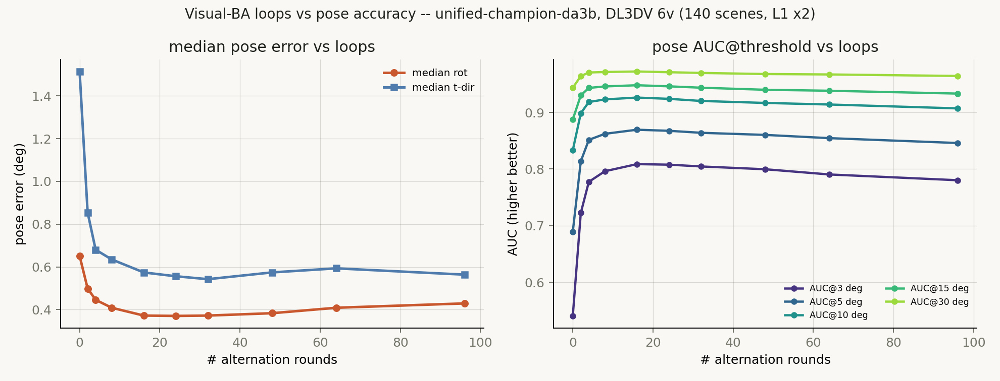 Visual-BA loops vs pose accuracy -- unified-champion-da3b, DL3DV 6v (140 scenes, L1 x2)
median pose error vs loops
pose error (deg)
1.4
1.2
1.0
0.8
0.6
0.4
median rot
median t-dir
0 20 40 60 80 100
# alternation rounds
pose AUC@threshold vs loops
AUC (higher better)
0.9
0.8
0.7
0.6
AUC@3 deg
AUC@5 deg
AUC@10 deg
AUC@15 deg
AUC@30 deg
0 20 40 60 80 100
# alternation rounds